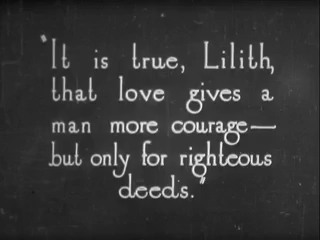 "It is true, Lilith,
that love gives a
man more courage—
but only for righteous
deeds."